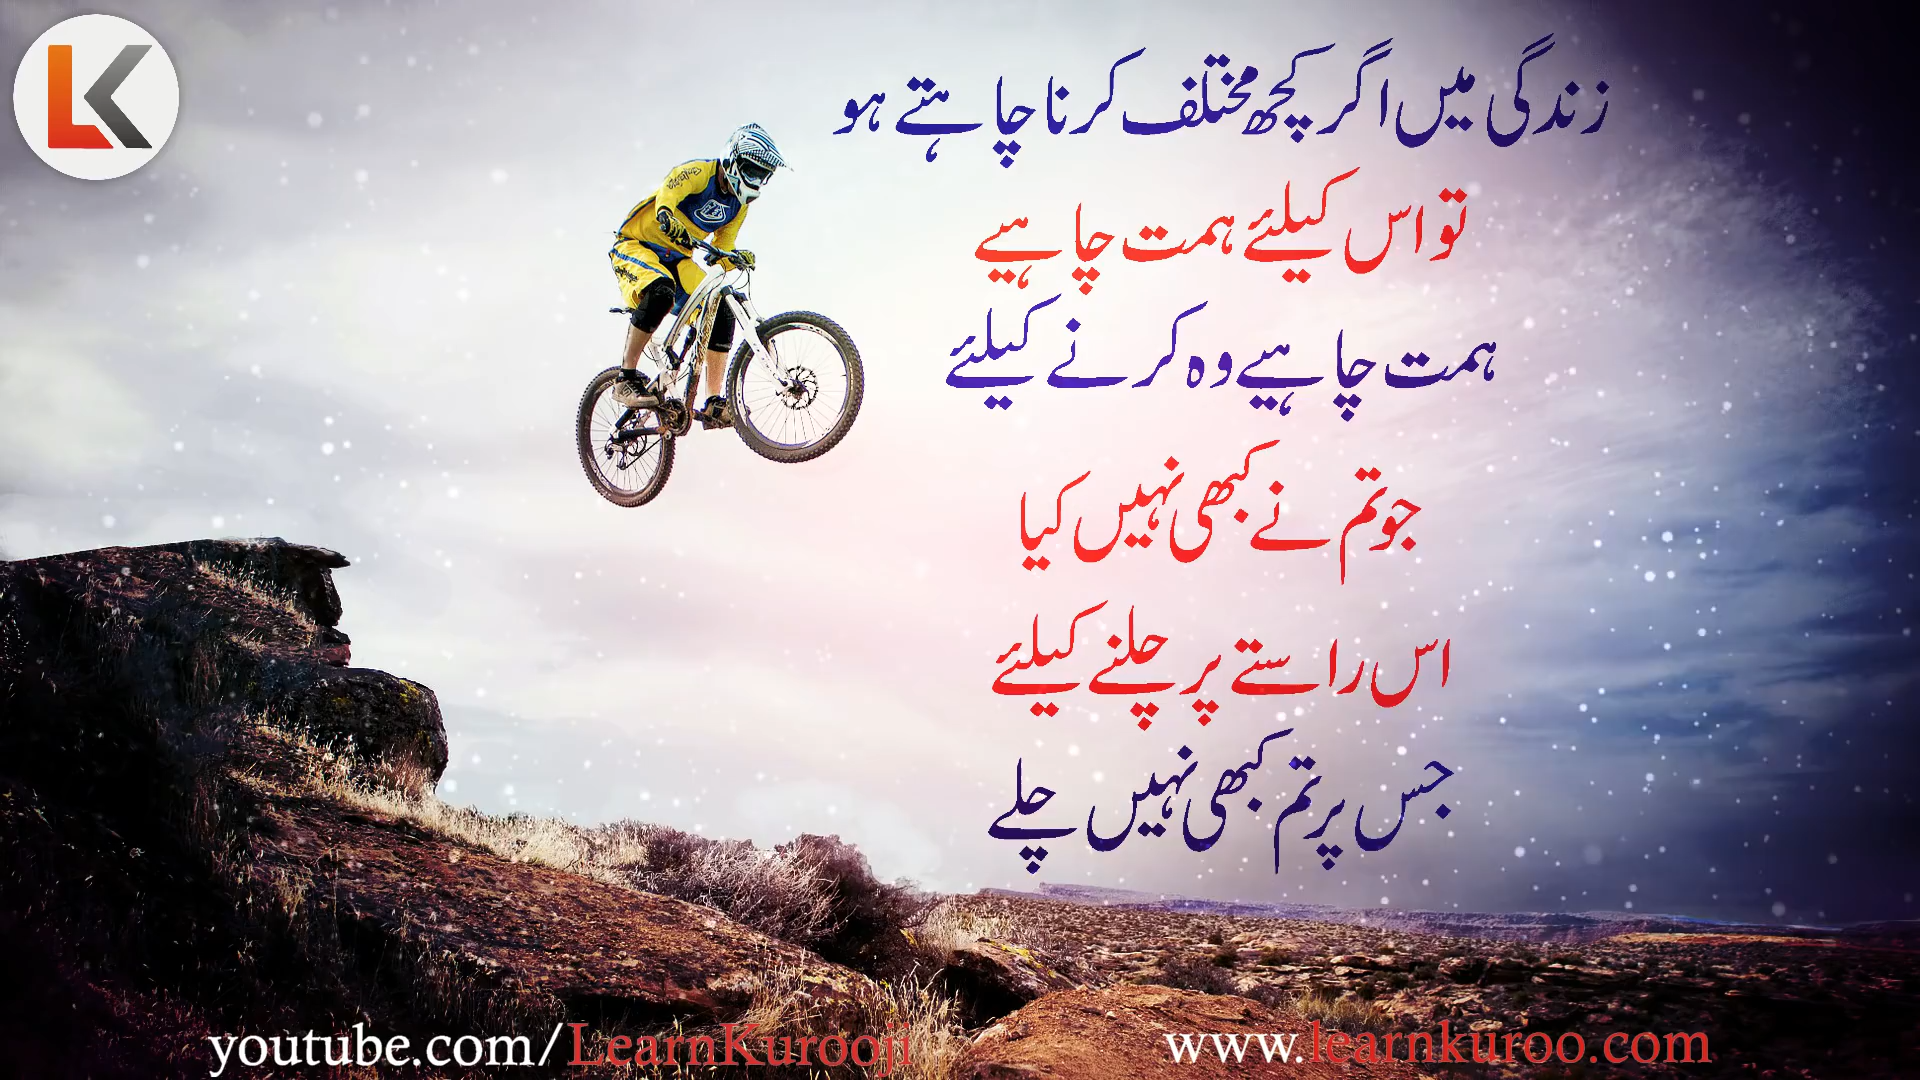 LK
زندگی میں اگر کچھ مختلف کرنا چاہتے ہو
تو اس کیلئے ہمت چاہیے
ہمت چاہیے وہ کرنے کیلئے
جو تم نے کبھی نہیں کیا
اس راستے پر چلنے کیلئے
جس پر تم کبھی نہیں چلے
youtube.com/LearnKurooji
www.learnkuroo.com